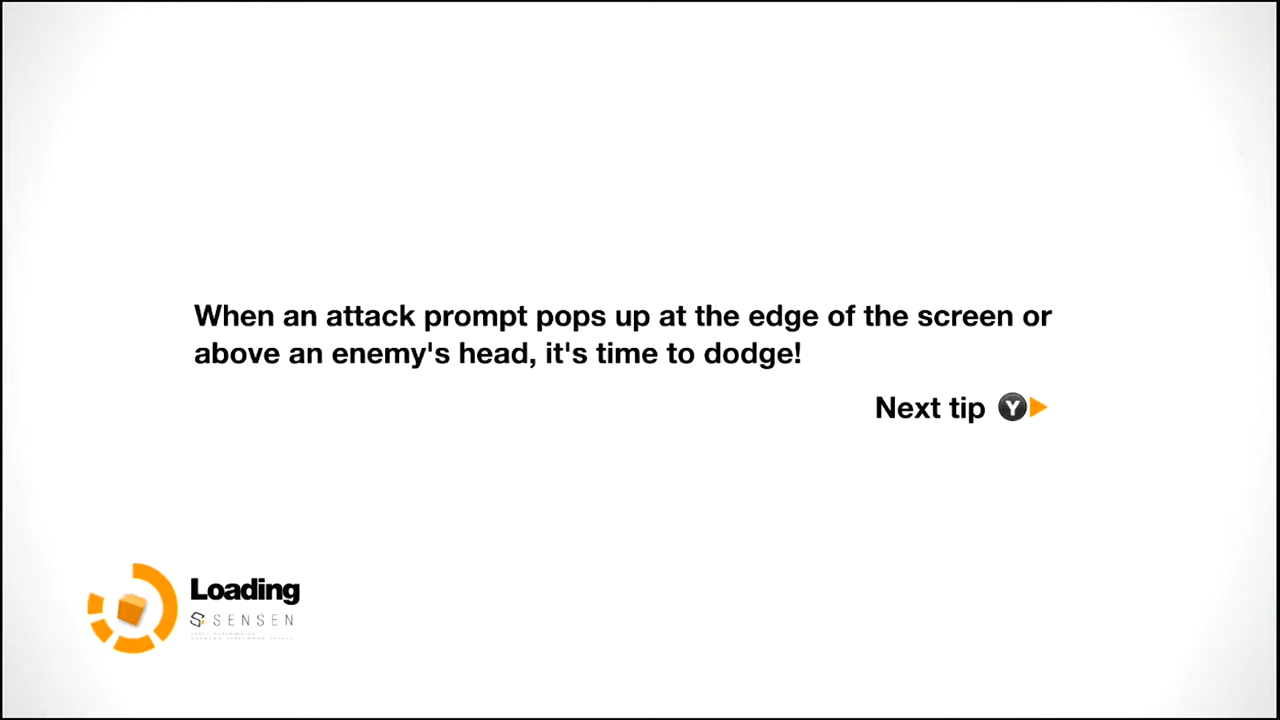 When an attack prompt pops up at the edge of the screen or
above an enemy's head, it's time to dodge!
Next tip Y
Loading
SENSEN